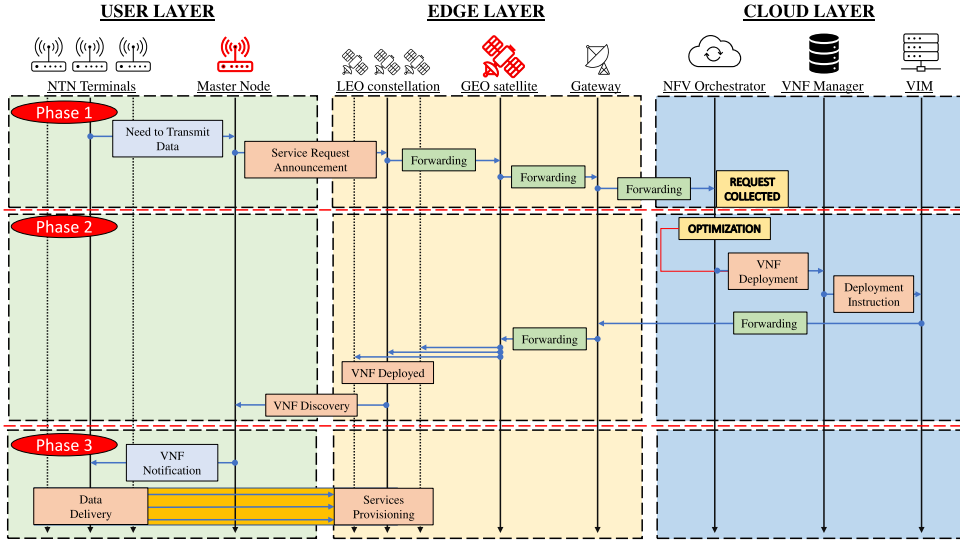 USER LAYER
EDGE LAYER
CLOUD LAYER
NTN Terminals
Master Node
LEO constellation
GEO satellite
Gateway
NFV Orchestrator
VNF Manager
VIM
Phase 1
Need to Transmit
Data
Service Request
Announcement
Forwarding
Forwarding
Forwarding
REQUEST
COLLECTED
Phase 2
OPTIMIZATION
VNF
Deployment
Deployment
Instruction
Forwarding
Forwarding
VNF Deployed
VNF Discovery
Phase 3
VNF
Notification
Data
Delivery
Services
Provisioning